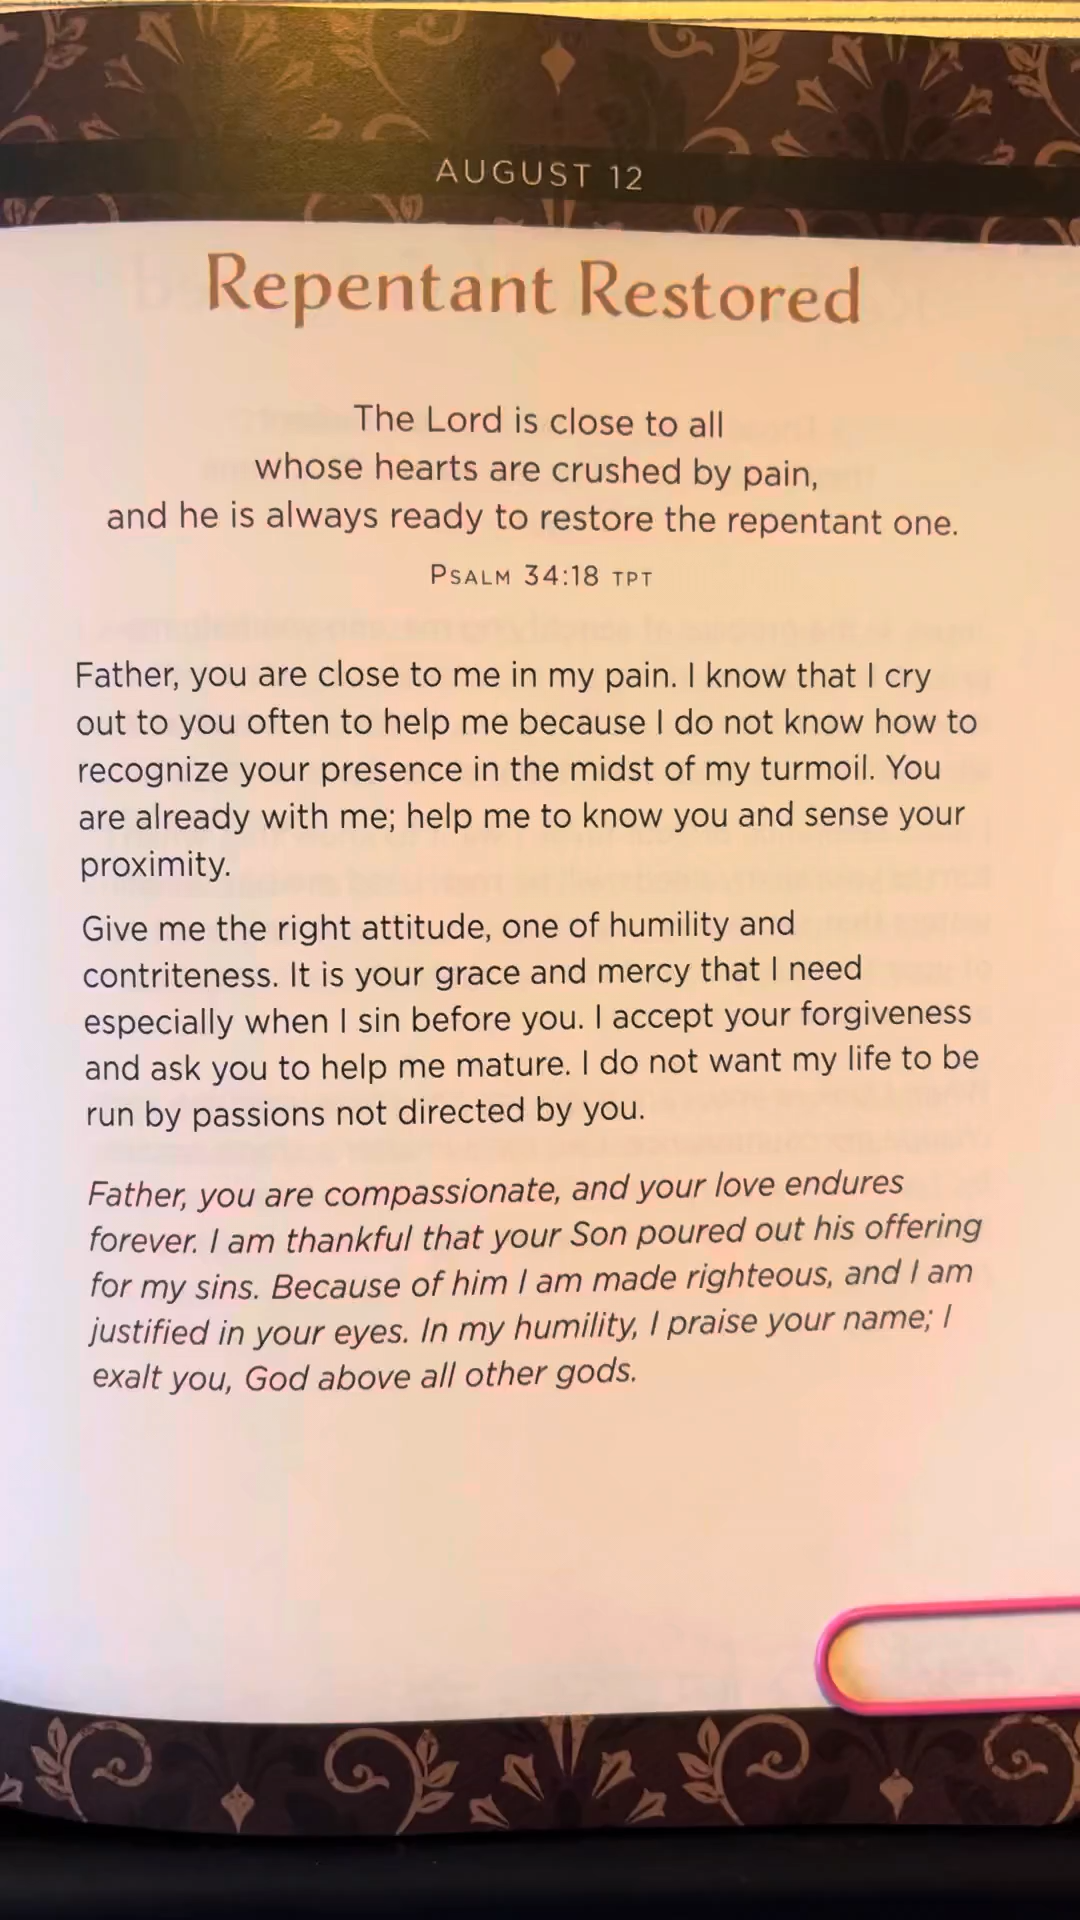 AUGUST 12
Repentant Restored
The Lord is close to all
whose hearts are crushed by pain,
and he is always ready to restore the repentant one.
PSALM 34:18 TPT
Father, you are close to me in my pain. I know that I cry
out to you often to help me because I do not know how to
recognize your presence in the midst of my turmoil. You
are already with me; help me to know you and sense your
proximity.
Give me the right attitude, one of humility and
contriteness. It is your grace and mercy that I need
especially when I sin before you. I accept your forgiveness
and ask you to help me mature. I do not want my life to be
run by passions not directed by you.
Father, you are compassionate, and your love endures
forever. I am thankful that your Son poured out his offering
for my sins. Because of him I am made righteous, and I am
justified in your eyes. In my humility, I praise your name; I
exalt you, God above all other gods.